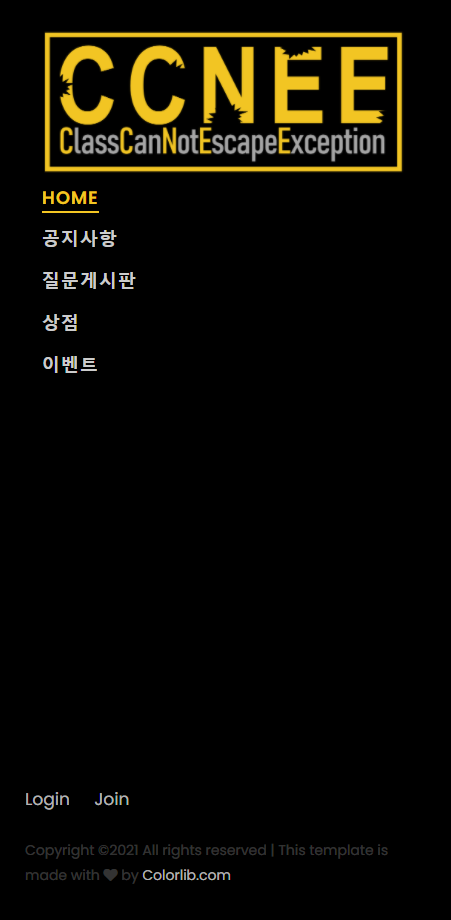 CCNEE
ClassCanNotEscapeException
HOME
공지사항
질문게시판
상점
이벤트
Login Join
Copyright ©2021 All rights reserved | This template is
made with ♥ by Colorlib.com